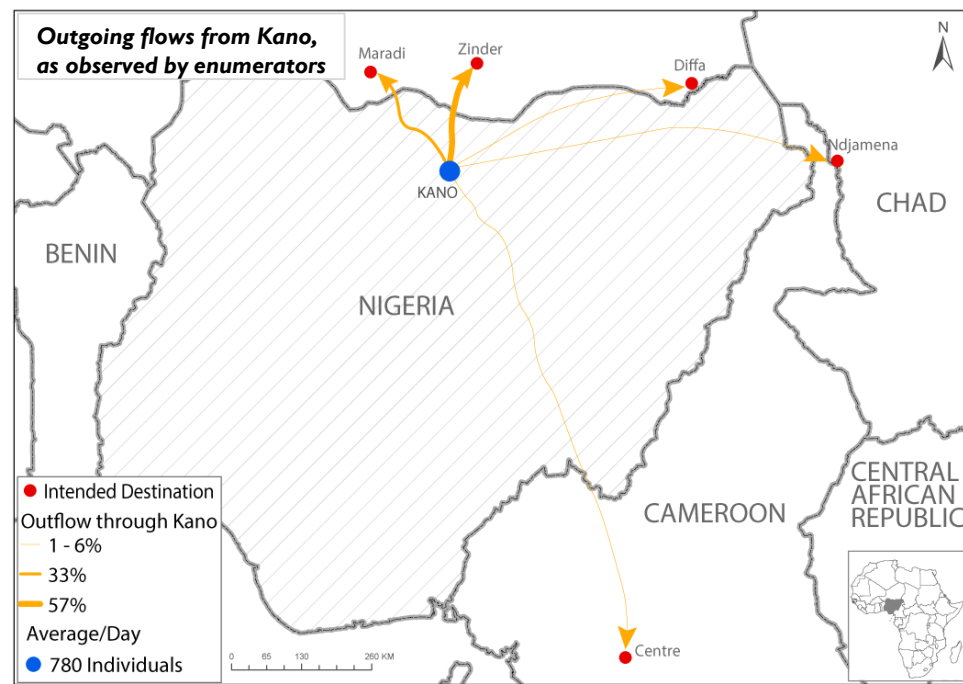 Outgoing flows from Kano,
as observed by enumerators
N
Maradi
Zinder
Diffa
Ndjamena
KANO
CHAD
BENIN
NIGERIA
CAMEROON
CENTRAL
AFRICAN
REPUBLIC
Centre
Intended Destination
Outflow through Kano
1 - 6%
33%
57%
Average/Day
780 Individuals
0 65 130 260 KM